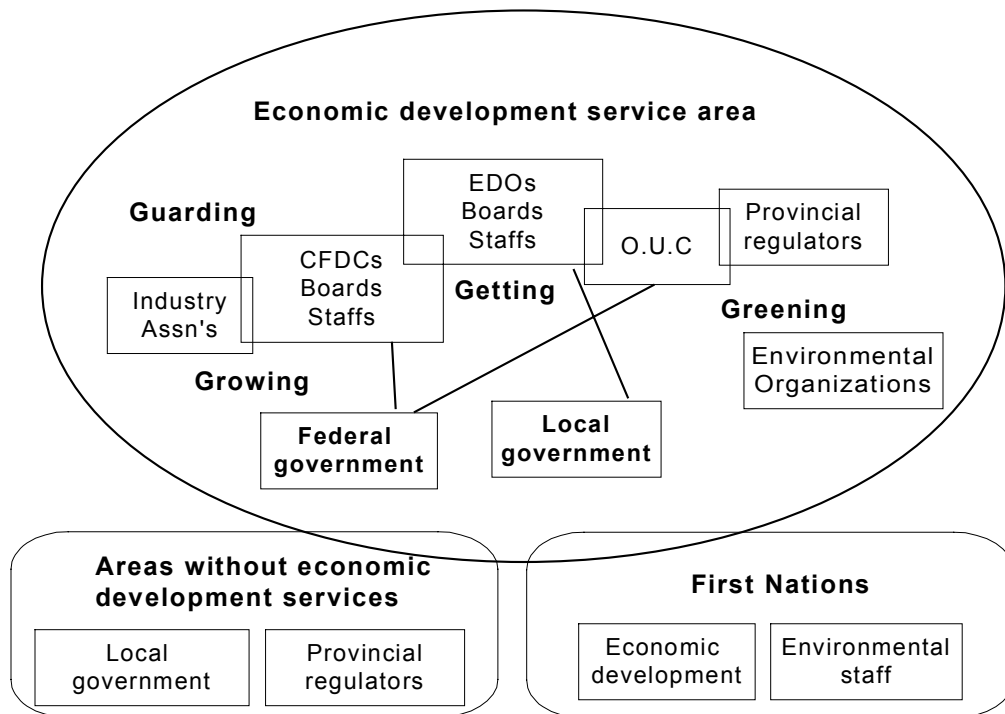 Economic development service area
EDOs
Boards
Staffs
Guarding
Provincial
regulators
O.U.C
CFDCs
Boards
Staffs
Getting
Industry
Assn's
Greening
Growing
Environmental
Organizations
Federal
government
Local
government
Areas without economic
development services
Local
government
Provincial
regulators
First Nations
Economic
development
Environmental
staff